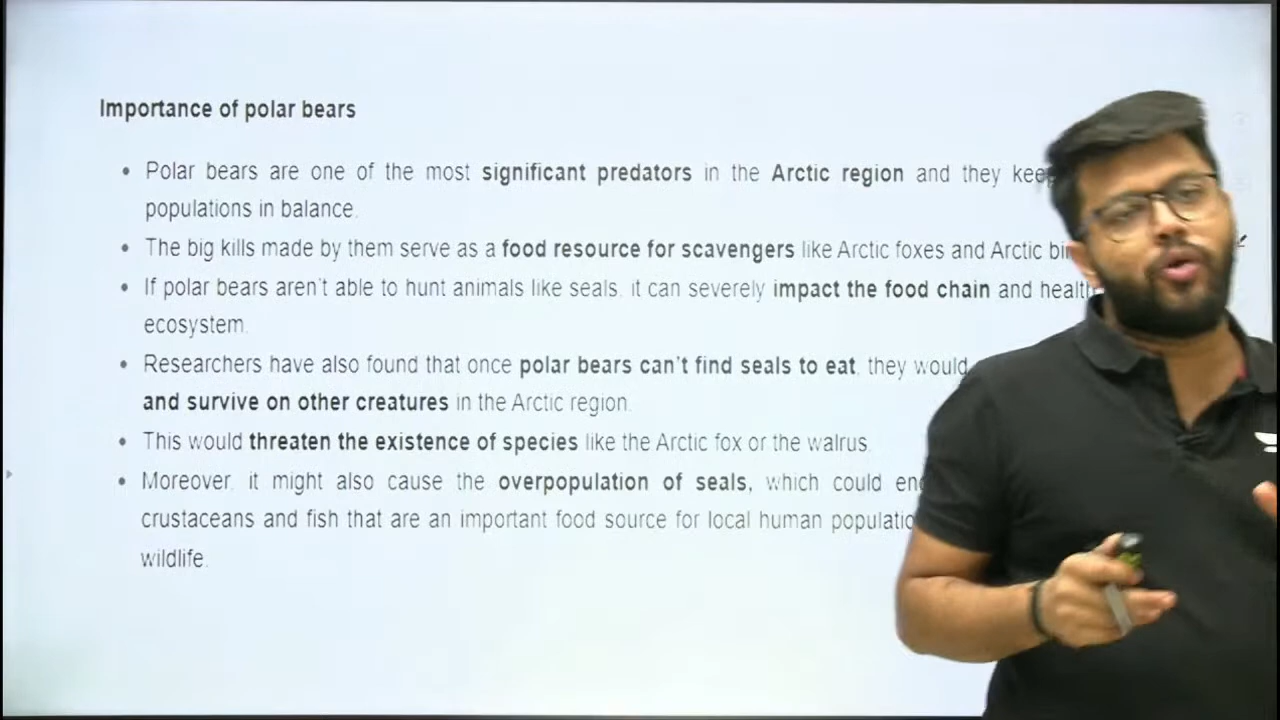 Importance of polar bears
• Polar bears are one of the most significant predators in the Arctic region and they
populations in balance.
• The big kills made by them serve as a food resource for scavengers like Arctic foxes and Arctic
• If polar bears aren't able to hunt animals like seals, it can severely impact the food chain and
ecosystem.
• Researchers have also found that once polar bears can't find seals to eat, they would
and survive on other creatures in the Arctic region.
• This would threaten the existence of species like the Arctic fox or the walrus.
• Moreover, it might also cause the overpopulation of seals, which could
crustaceans and fish that are an important food source for local human
wildlife.